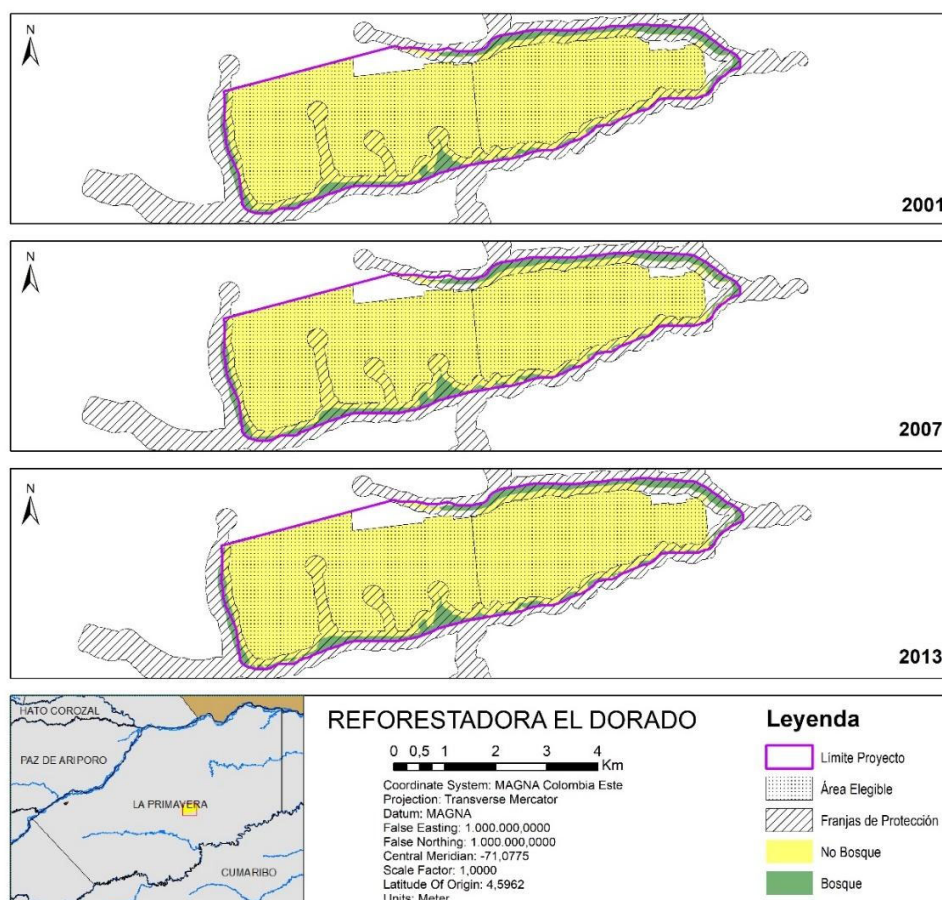 N
2001
N
2007
N
2013
HATO COROZAL
PAZ DE ARIPORO
LA PRIMAVERA
CUMARIBO
REFORESTADORA EL DORADO
0 0,5 1 2 3 4
Km
Coordinate System: MAGNA Colombia Este
Projection: Transverse Mercator
Datum: MAGNA
False Easting: 1.000.000,0000
False Northing: 1.000.000,0000
Central Meridian: -71,0775
Scale Factor: 1,0000
Latitude Of Origin: 4,5962
Units: Meter
Leyenda
Límite Proyecto
Área Elegible
Franjas de Protección
No Bosque
Bosque